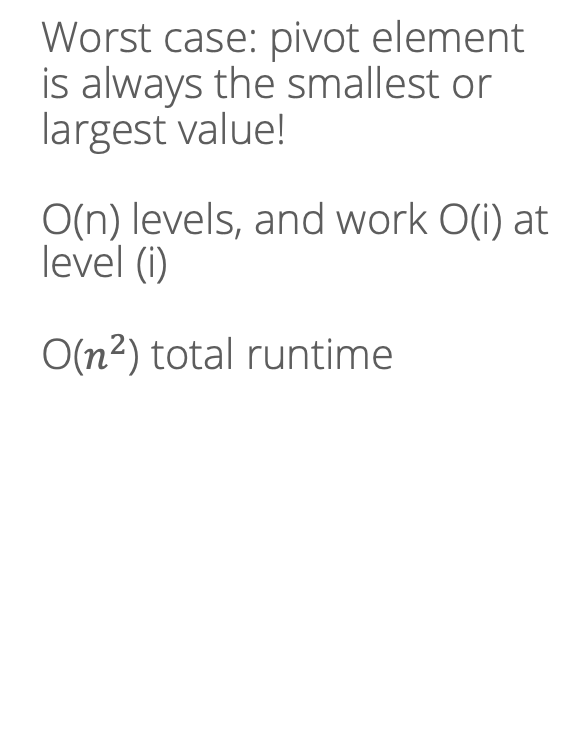 Worst case: pivot element
is always the smallest or
largest value!
O(n) levels, and work O(i) at
level (i)
O(n²) total runtime